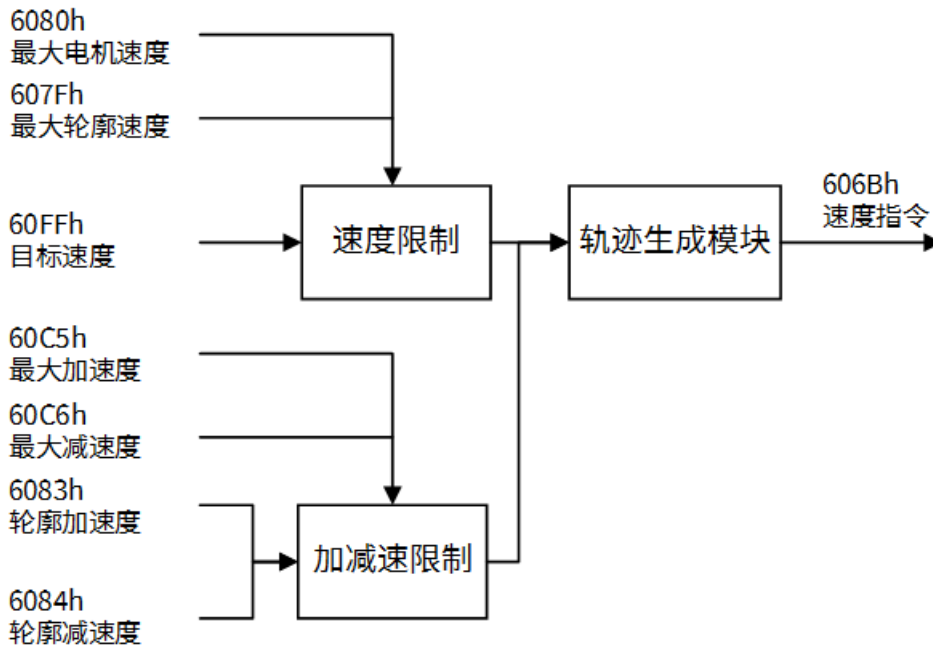 6080h
最大电机速度
607Fh
最大轮廓速度
60FFh
目标速度
速度限制
轨迹生成模块
606Bh
速度指令
60C5h
最大加速度
60C6h
最大减速度
6083h
轮廓加速度
加减速限制
6084h
轮廓减速度